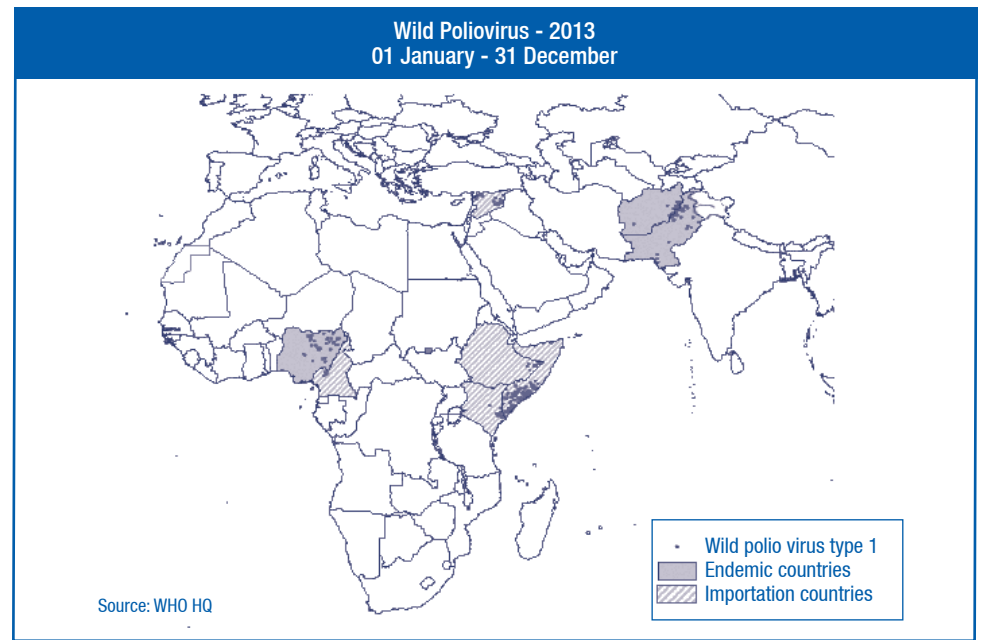 Wild Poliovirus - 2013
01 January - 31 December
Wild polio virus type 1
Endemic countries
Importation countries
Source: WHO HQ